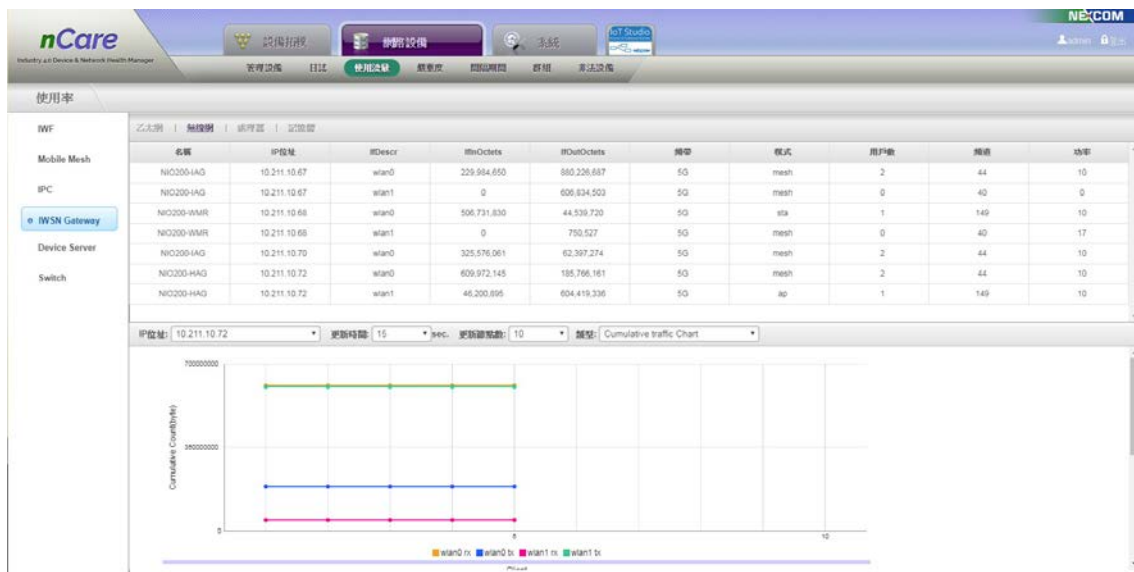 NEXCOM
nCare
Industry 4.0 Device & Network Health Manager
設備拓樸 網路設備 系統 IoT Studio
admin 登出
管理設備 日誌 使用流量 嚴重度 群組 非法設備
使用率
IWF
Mobile Mesh
IPC
IWSN Gateway
Device Server
Switch
乙太網 | 無線網 | 處理器 | 記憶體
名稱 IP位址 IfDescr IfInOctets IfOutOctets 頻帶 模式 用戶數 頻道 功率
NIO200-IAG 10.211.10.67 wlan0 229,984,650 880,226,687 5G mesh 2 44 10
NIO200-IAG 10.211.10.67 wlan1 0 606,834,503 5G mesh 0 40 0
NIO200-WMR 10.211.10.68 wlan0 506,731,830 44,539,720 5G sta 1 149 10
NIO200-WMR 10.211.10.68 wlan1 0 750,527 5G mesh 0 40 17
NIO200-IAG 10.211.10.70 wlan0 325,576,061 62,397,274 5G mesh 2 44 10
NIO200-HAG 10.211.10.72 wlan0 609,972,145 185,766,161 5G mesh 2 44 10
NIO200-HAG 10.211.10.72 wlan1 46,200,895 604,419,336 5G ap 1 149 10
IP位址: 10.211.10.72 更新時間: 15 sec. 更新節點數: 10 類型: Cumulative traffic Chart
700000000
350000000
0
Cumulative Count(byte)
5 10
wlan0 rx wlan0 tx wlan1 rx wlan1 tx
Client